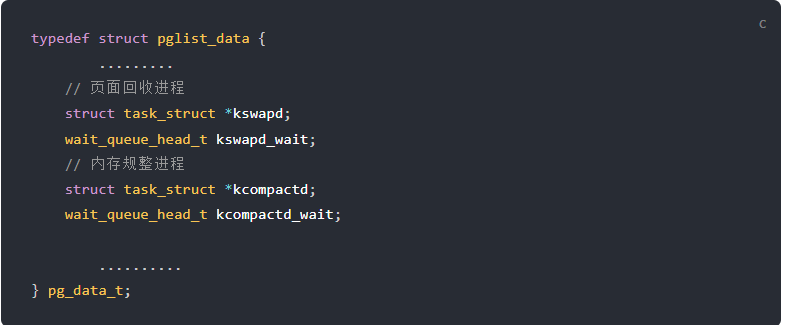 C
typedef struct pglist_data {
.........
// 页面回收进程
struct task_struct *kswapd;
wait_queue_head_t kswapd_wait;
// 内存规整进程
struct task_struct *kcompactd;
wait_queue_head_t kcompactd_wait;
..........
} pg_data_t;